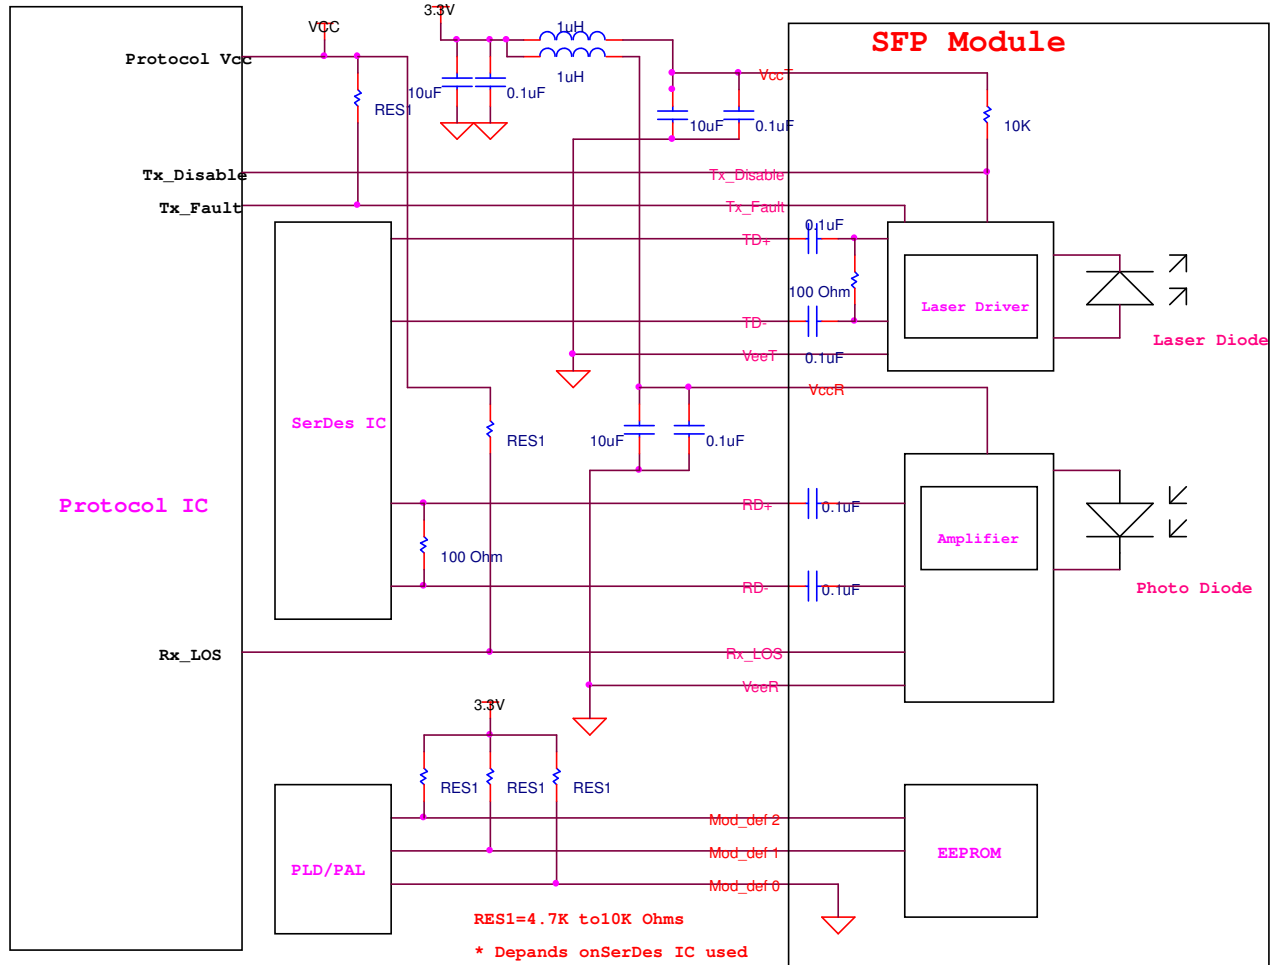 3.3V
VCC
1uH
SFP Module
Protocol Vcc
VccT
1uH
10uF
0.1uF
RES1
10uF
0.1uF
10K
Tx_Disable
Tx_Disable
Tx_Fault
Tx_Fault
0.1uF
TD+
100 Ohm
Laser Driver
TD-
Laser Diode
VeeT
0.1uF
VccR
SerDes IC
RES1
10uF
0.1uF
Protocol IC
RD+
0.1uF
Amplifier
100 Ohm
RD-
0.1uF
Photo Diode
Rx_LOS
Rx_LOS
VeeR
3.3V
RES1
RES1
RES1
Mod_def 2
Mod_def 1
EEPROM
PLD/PAL
Mod_def 0
RES1=4.7K to10K Ohms
* Depands onSerDes IC used